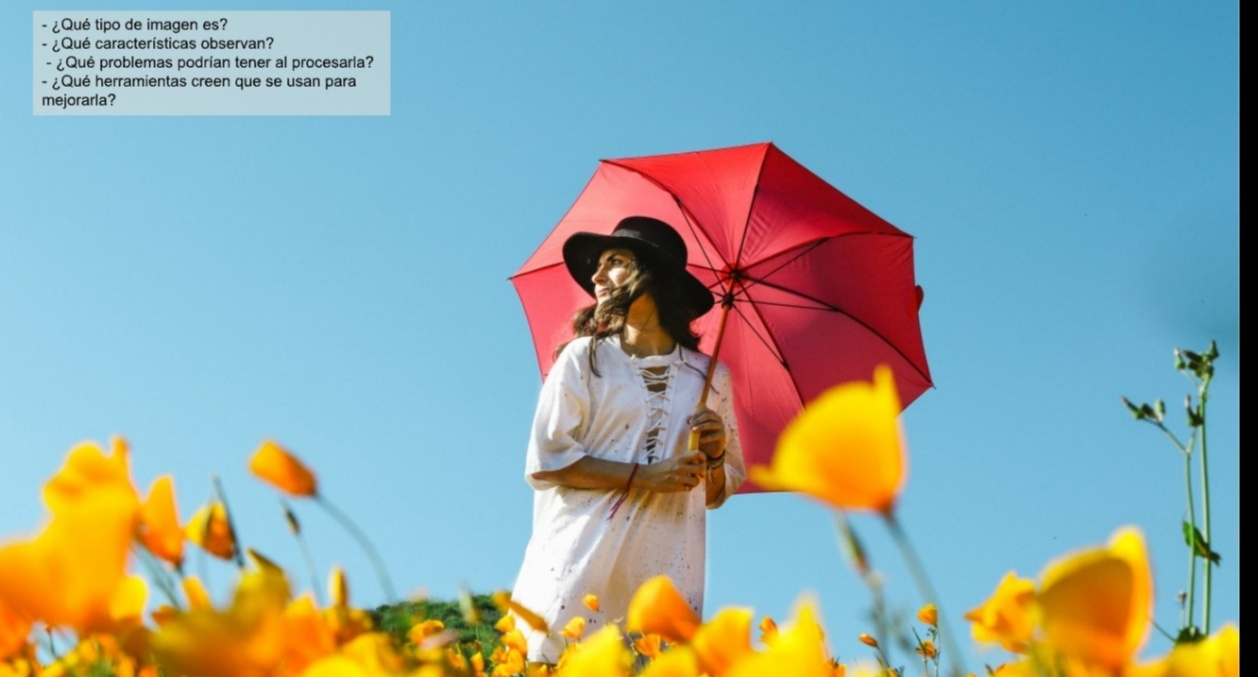 - ¿Qué tipo de imagen es?
- ¿Qué características observan?
- ¿Qué problemas podrían tener al procesarla?
- ¿Qué herramientas creen que se usan para
mejorarla?